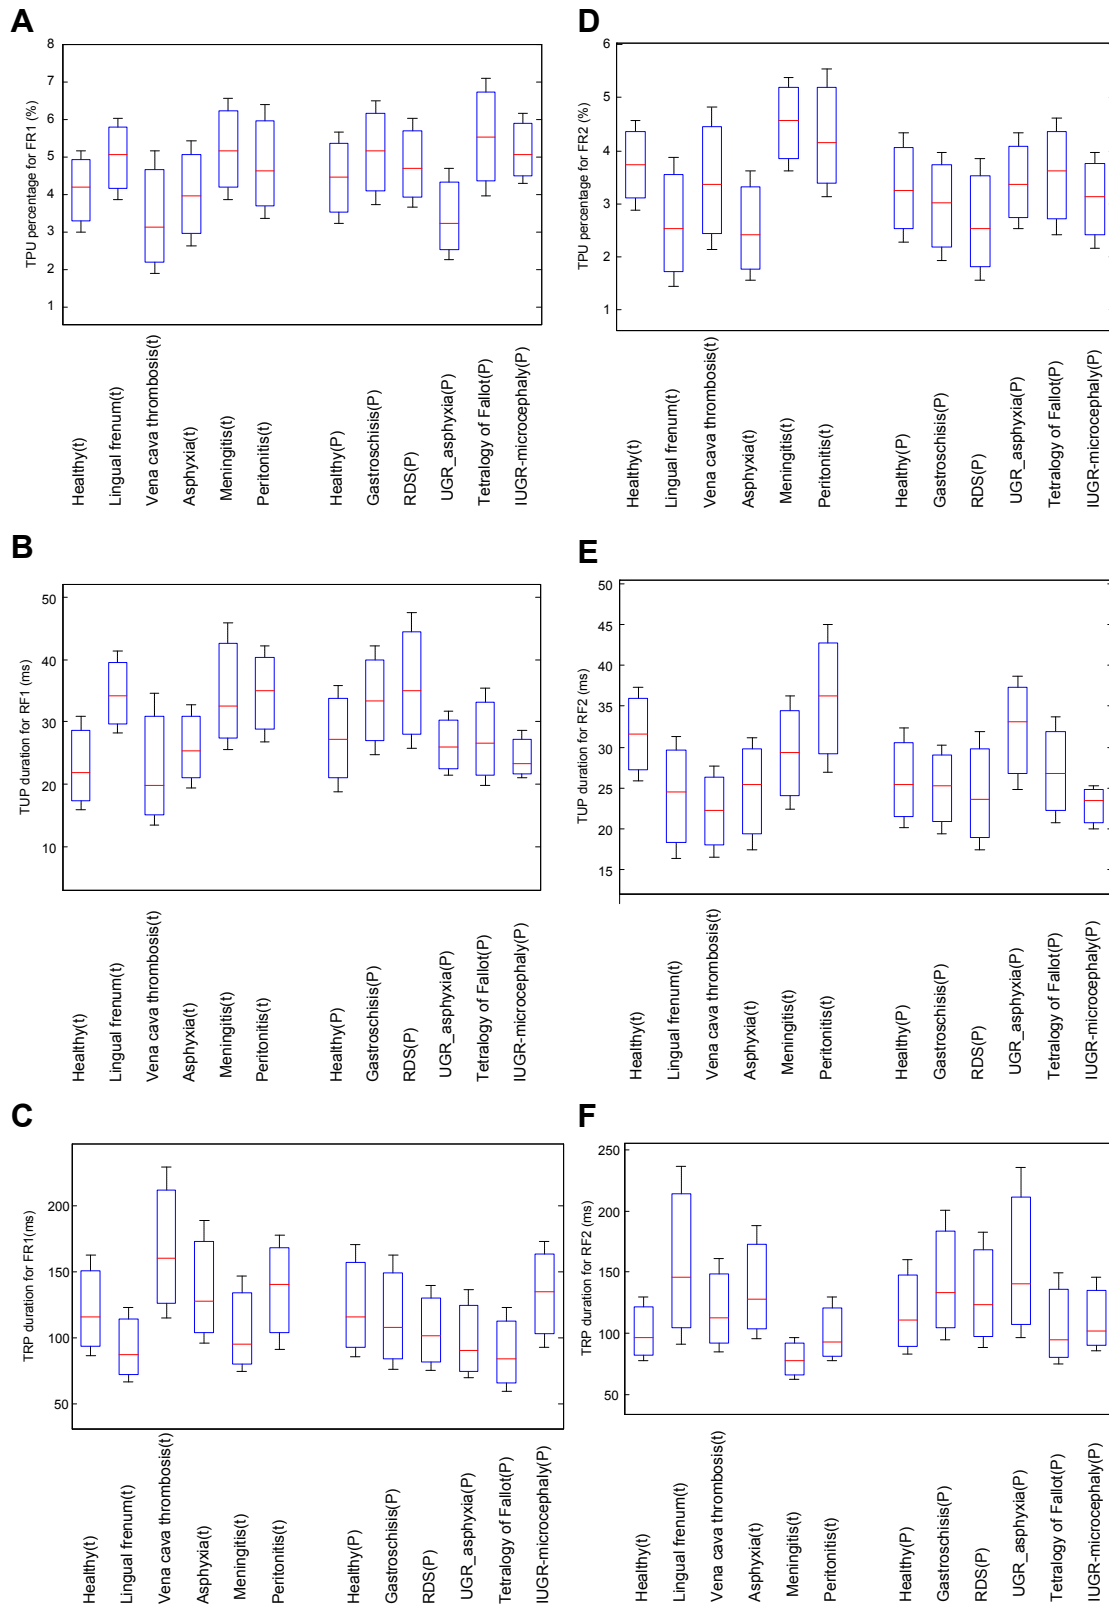 A
TPU percentage for FR1 (%)
8
7
6
5
4
3
2
1
Healthy(t)
Lingual frenum(t)
Vena cava thrombosis(t)
Asphyxia(t)
Meningitis(t)
Peritonitis(t)
Healthy(P)
Gastroschisis(P)
RDS(P)
UGR_asphyxia(P)
Tetralogy of Fallot(P)
IUGR-microcephaly(P)
D
TPU percentage for FR2 (%)
6
5
4
3
2
1
Healthy(t)
Lingual frenum(t)
Vena cava thrombosis(t)
Asphyxia(t)
Meningitis(t)
Peritonitis(t)
Healthy(P)
Gastroschisis(P)
RDS(P)
UGR_asphyxia(P)
Tetralogy of Fallot(P)
IUGR-microcephaly(P)
B
TUP duration for RF1 (ms)
50
40
30
20
10
Healthy(t)
Lingual frenum(t)
Vena cava thrombosis(t)
Asphyxia(t)
Meningitis(t)
Peritonitis(t)
Healthy(P)
Gastroschisis(P)
RDS(P)
UGR_asphyxia(P)
Tetralogy of Fallot(P)
IUGR-microcephaly(P)
E
TUP duration for RF2 (ms)
50
45
40
35
30
25
20
15
Healthy(t)
Lingual frenum(t)
Vena cava thrombosis(t)
Asphyxia(t)
Meningitis(t)
Peritonitis(t)
Healthy(P)
Gastroschisis(P)
RDS(P)
UGR_asphyxia(P)
Tetralogy of Fallot(P)
IUGR-microcephaly(P)
C
TRP duration for FR1(ms)
200
150
100
50
Healthy(t)
Lingual frenum(t)
Vena cava thrombosis(t)
Asphyxia(t)
Meningitis(t)
Peritonitis(t)
Healthy(P)
Gastroschisis(P)
RDS(P)
UGR_asphyxia(P)
Tetralogy of Fallot(P)
IUGR-microcephaly(P)
F
TRP duration for RF2 (ms)
250
200
150
100
50
Healthy(t)
Lingual frenum(t)
Vena cava thrombosis(t)
Asphyxia(t)
Meningitis(t)
Peritonitis(t)
Healthy(P)
Gastroschisis(P)
RDS(P)
UGR_asphyxia(P)
Tetralogy of Fallot(P)
IUGR-microcephaly(P)